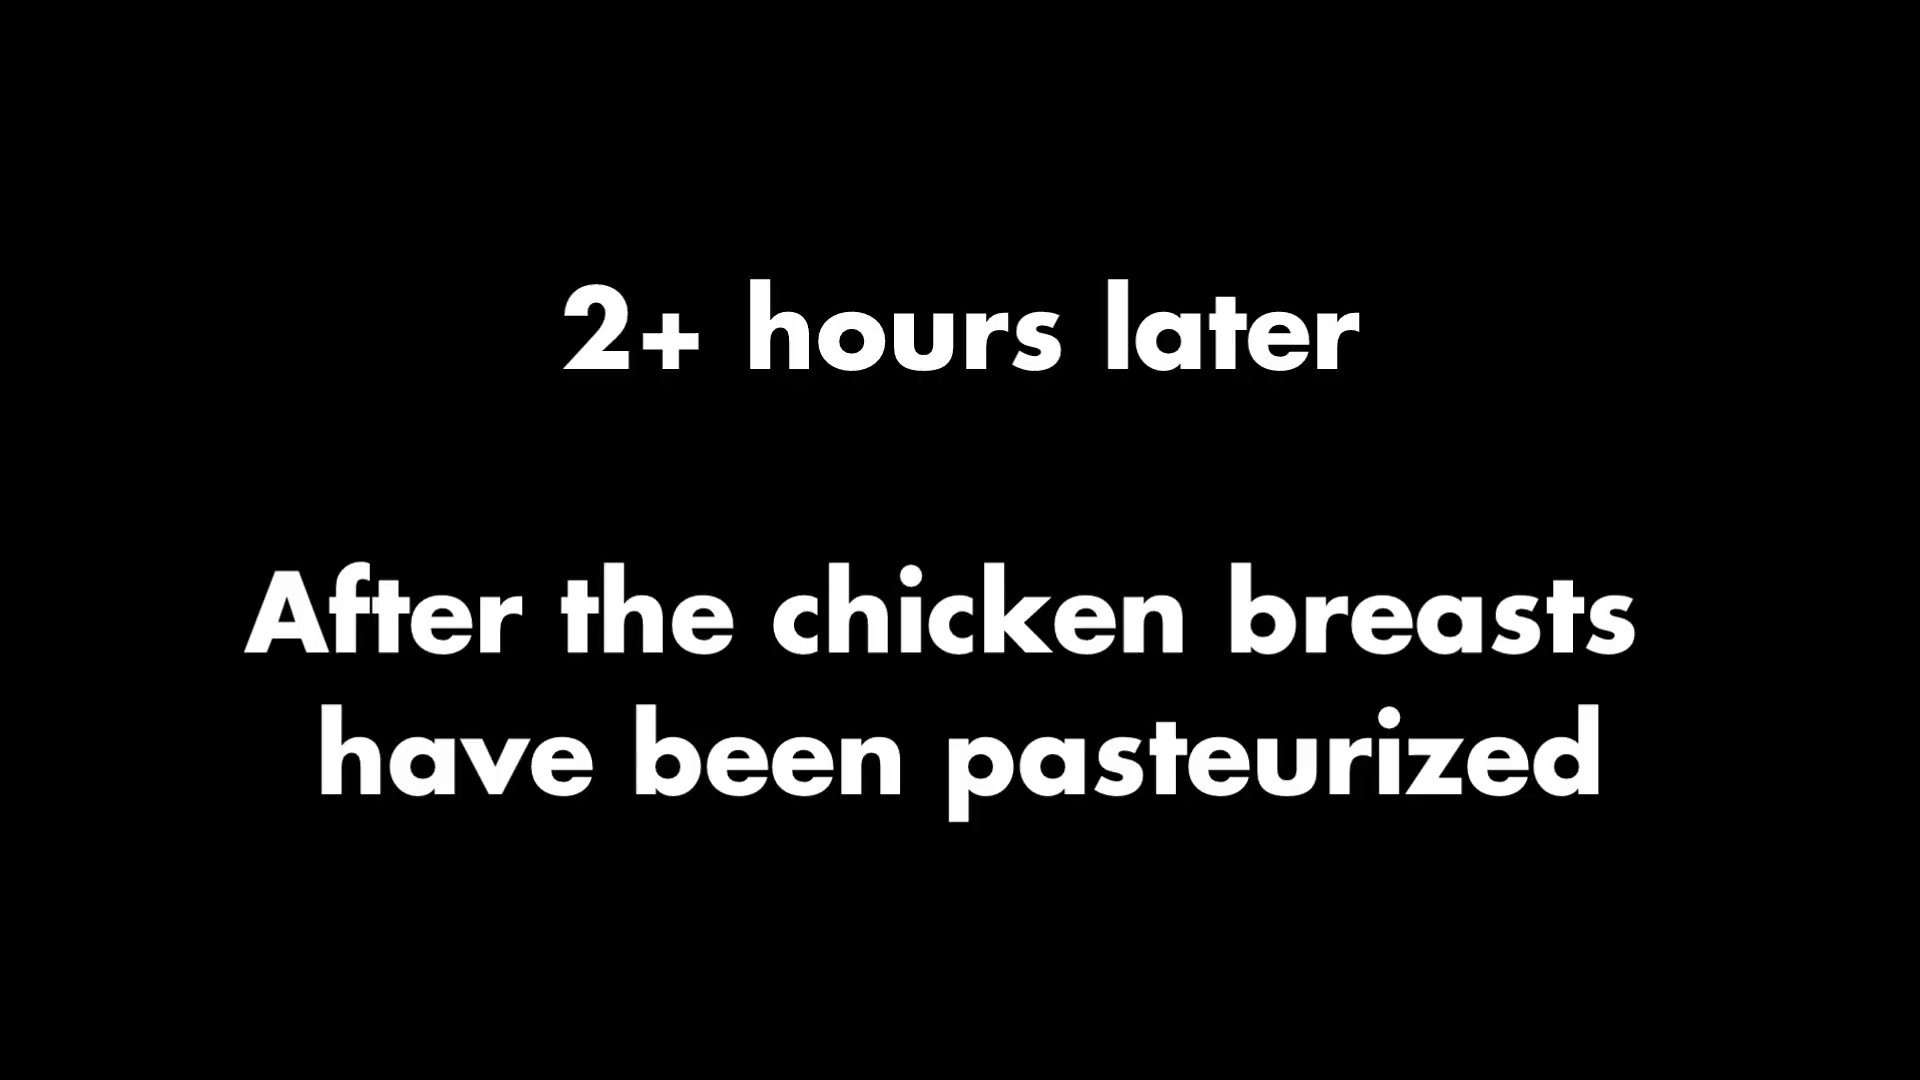 2+ hours later
After the chicken breasts
have been pasteurized